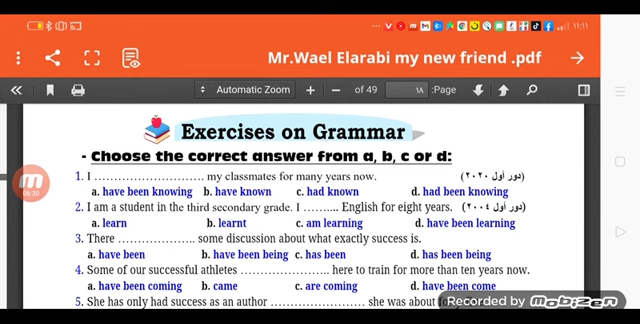 11:11
Mr.Wael Elarabi my new friend .pdf
Automatic Zoom of 49 ١٨ :Page
Exercises on Grammar
- Choose the correct answer from a, b, c or d:
1. I ............................ my classmates for many years now. (دور أول ٢٠٢٠)
a. have been knowing b. have known c. had known d. had been knowing
2. I am a student in the third secondary grade. I ......... English for eight years. (دور أول ٢٠٠٤)
a. learn b. learnt c. am learning d. have been learning
3. There .................... some discussion about what exactly success is.
a. have been b. have been being c. has been d. has been being
4. Some of our successful athletes ....................... here to train for more than ten years now.
a. have been coming b. came c. are coming d. have been come
5. She has only had success as an author ........................ she was about
06:30
Recorded by Mobizen